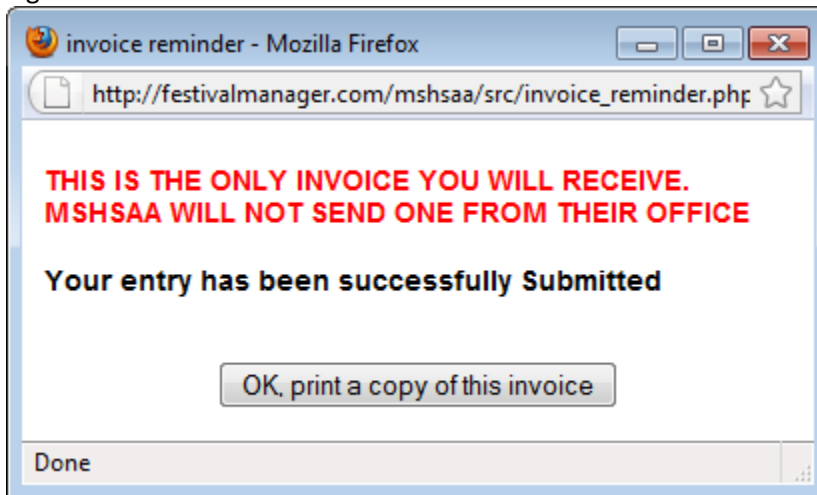 invoice reminder - Mozilla Firefox
http://festivalmanager.com/mshsaa/src/invoice_reminder.php
THIS IS THE ONLY INVOICE YOU WILL RECEIVE.
MSHSAA WILL NOT SEND ONE FROM THEIR OFFICE
Your entry has been successfully Submitted
OK, print a copy of this invoice
Done